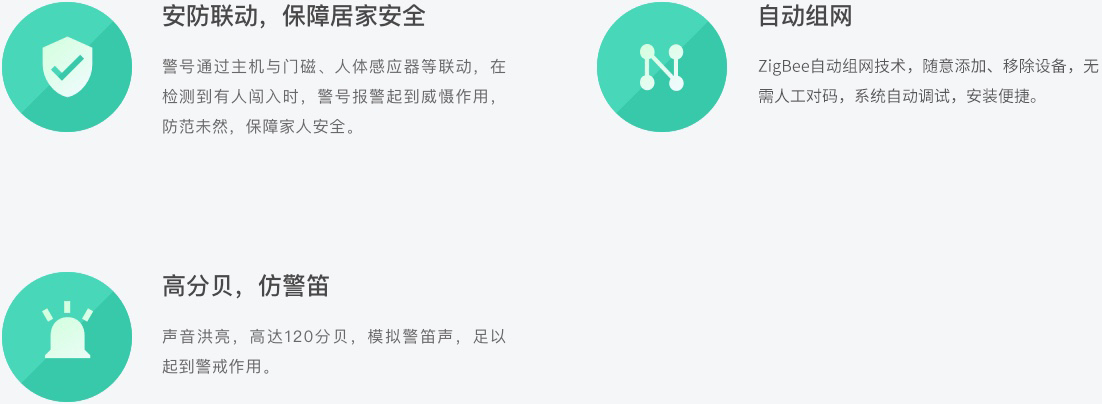 安防联动，保障居家安全
警号通过主机与门磁、人体感应器等联动，在
检测到有人闯入时，警号报警起到威慑作用，
防范未然，保障家人安全。
自动组网
ZigBee自动组网技术，随意添加、移除设备，无
需人工对码，系统自动调试，安装便捷。
高分贝，仿警笛
声音洪亮，高达120分贝，模拟警笛声，足以
起到警戒作用。